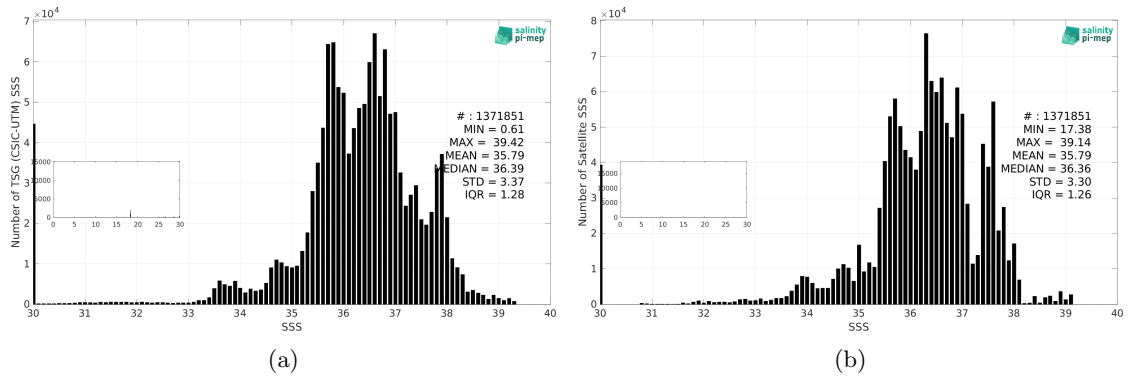 ×10⁴
7
6
5
4
3
2
1
0
Number of TSG (CSIC-UTM) SSS
salinity
pi-mep
# : 1371851
MIN = 0.61
MAX = 39.42
MEAN = 35.79
MEDIAN = 36.39
STD = 3.37
IQR = 1.28
15000
10000
5000
0
0 5 10 15 20 25 30
30 31 32 33 34 35 36 37 38 39 40
SSS
(a)
×10⁴
8
7
6
5
4
3
2
1
0
Number of Satellite SSS
salinity
pi-mep
# : 1371851
MIN = 17.38
MAX = 39.14
MEAN = 35.79
MEDIAN = 36.36
STD = 3.30
IQR = 1.26
15000
10000
5000
0
0 5 10 15 20 25 30
30 31 32 33 34 35 36 37 38 39 40
SSS
(b)